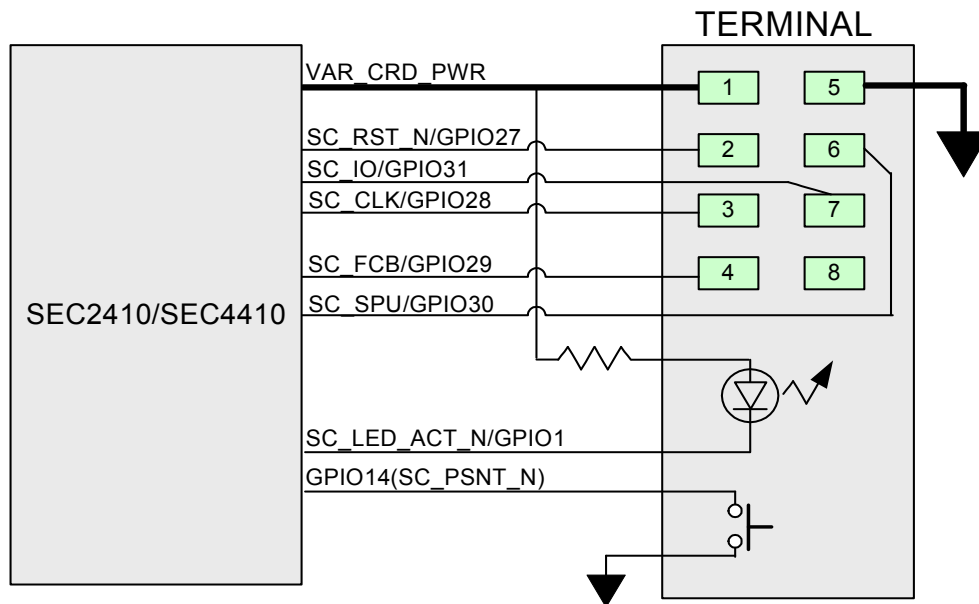 TERMINAL
VAR_CRD_PWR
1
5
SC_RST_N/GPIO27
2
6
SC_IO/GPIO31
7
SC_CLK/GPIO28
3
SC_FCB/GPIO29
4
8
SC_SPU/GPIO30
SEC2410/SEC4410
SC_LED_ACT_N/GPIO1
GPIO14(SC_PSNT_N)